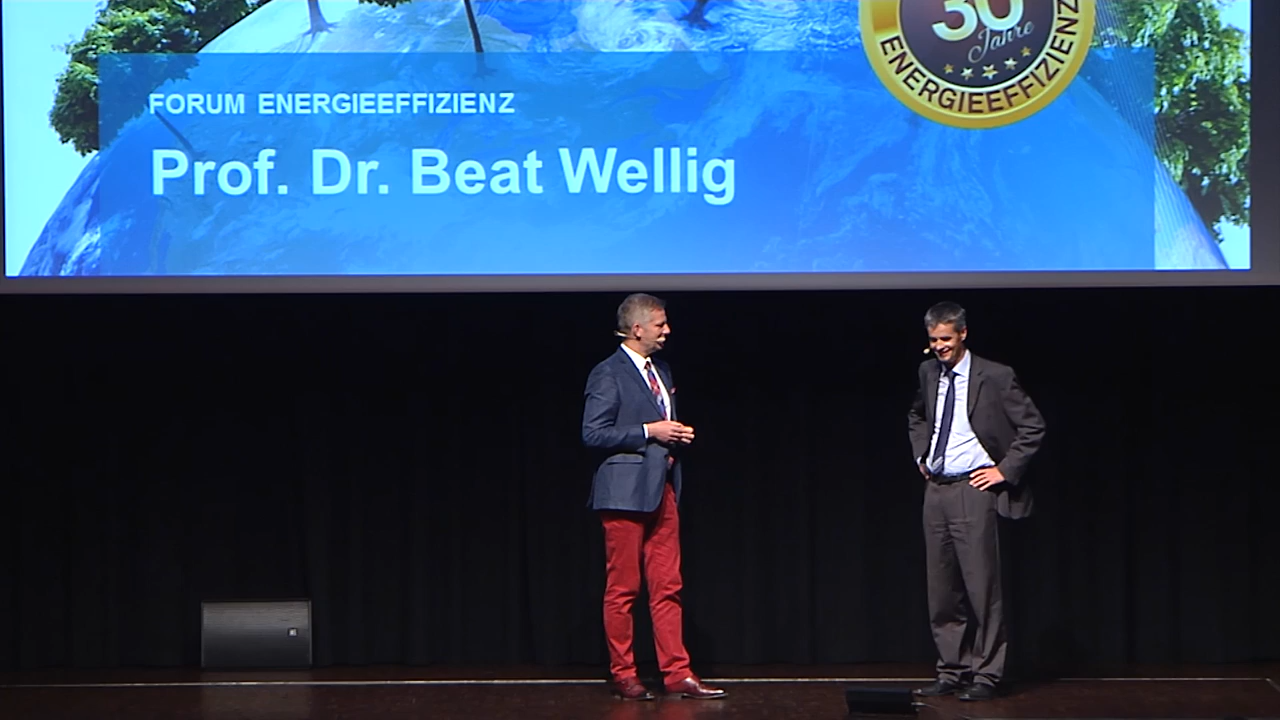 30
Jahre
ENERGIEEFFIZIENZ
FORUM ENERGIEEFFIZIENZ
Prof. Dr. Beat Wellig